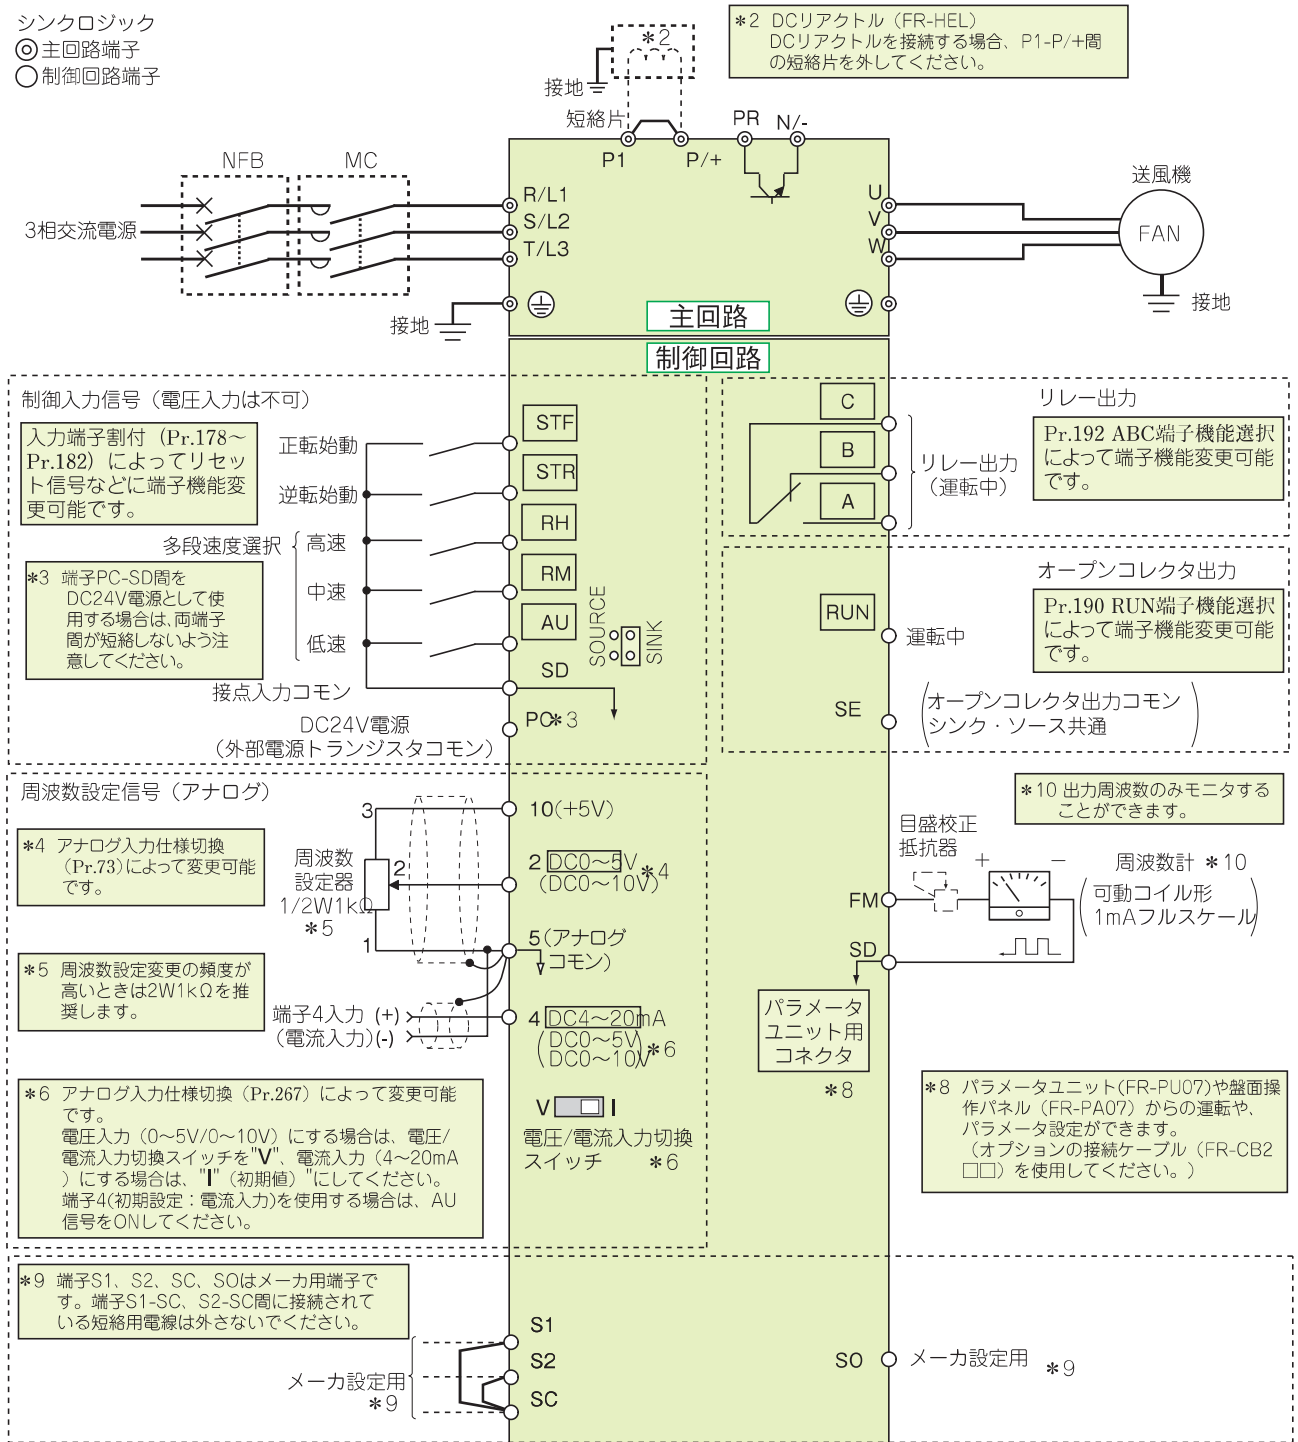 シンクロジック
◎主回路端子
○制御回路端子
*2
接地
*2 DCリアクトル（FR-HEL）
DCリアクトルを接続する場合、P1-P/+間
の短絡片を外してください。
短絡片
P1
P/+
PR
N/-
NFB
MC
3相交流電源
R/L1
S/L2
T/L3
接地
U
V
W
送風機
FAN
接地
主回路
制御回路
制御入力信号（電圧入力は不可）
入力端子割付（Pr.178～
Pr.182）によってリセッ
ト信号などに端子機能変
更可能です。
正転始動
逆転始動
多段速度選択
高速
中速
低速
*3 端子PC-SD間を
DC24V電源として使
用する場合は､両端子
間が短絡しないよう注
意してください。
接点入力コモン
DC24V電源
（外部電源トランジスタコモン）
STF
STR
RH
RM
AU
SD
PC*3
SOURCE
SINK
C
B
A
リレー出力
（運転中）
リレー出力
Pr.192 ABC端子機能選択
によって端子機能変更可能
です。
オープンコレクタ出力
Pr.190 RUN端子機能選択
によって端子機能変更可能
です。
RUN
運転中
SE
オープンコレクタ出力コモン
シンク・ソース共通
周波数設定信号（アナログ）
*4 アナログ入力仕様切換
（Pr.73)によって変更可能
です。
周波数
設定器
1/2W1kΩ
*5
3
2
1
10(+5V)
2 DC0～5V *4
(DC0～10V)
5(アナログ
コモン)
*5 周波数設定変更の頻度が
高いときは2W1kΩを推
奨します。
端子4入力 (+)
（電流入力）(-)
4 DC4～20mA
(DC0～5V
DC0～10V) *6
*6 アナログ入力仕様切換（Pr.267）によって変更可能
です。
電圧入力（0～5V/0～10V）にする場合は、電圧/
電流入力切換スイッチを"V"、電流入力（4～20mA
）にする場合は、"I"（初期値）"にしてください。
端子4(初期設定：電流入力)を使用する場合は、AU
信号をONしてください。
V
I
電圧/電流入力切換
スイッチ *6
*10 出力周波数のみモニタする
ことができます。
目盛校正
抵抗器
+
−
周波数計 *10
可動コイル形
1mAフルスケール
FM
SD
パラメータ
ユニット用
コネクタ
*8
*8 パラメータユニット(FR-PU07)や盤面操
作パネル（FR-PA07）からの運転や、
パラメータ設定ができます。
（オプションの接続ケーブル（FR-CB2
□□）を使用してください。）
*9 端子S1、S2、SC、SOはメーカ用端子で
す。端子S1-SC、S2-SC間に接続されて
いる短絡用電線は外さないでください。
メーカ設定用
*9
S1
S2
SC
SO
メーカ設定用 *9